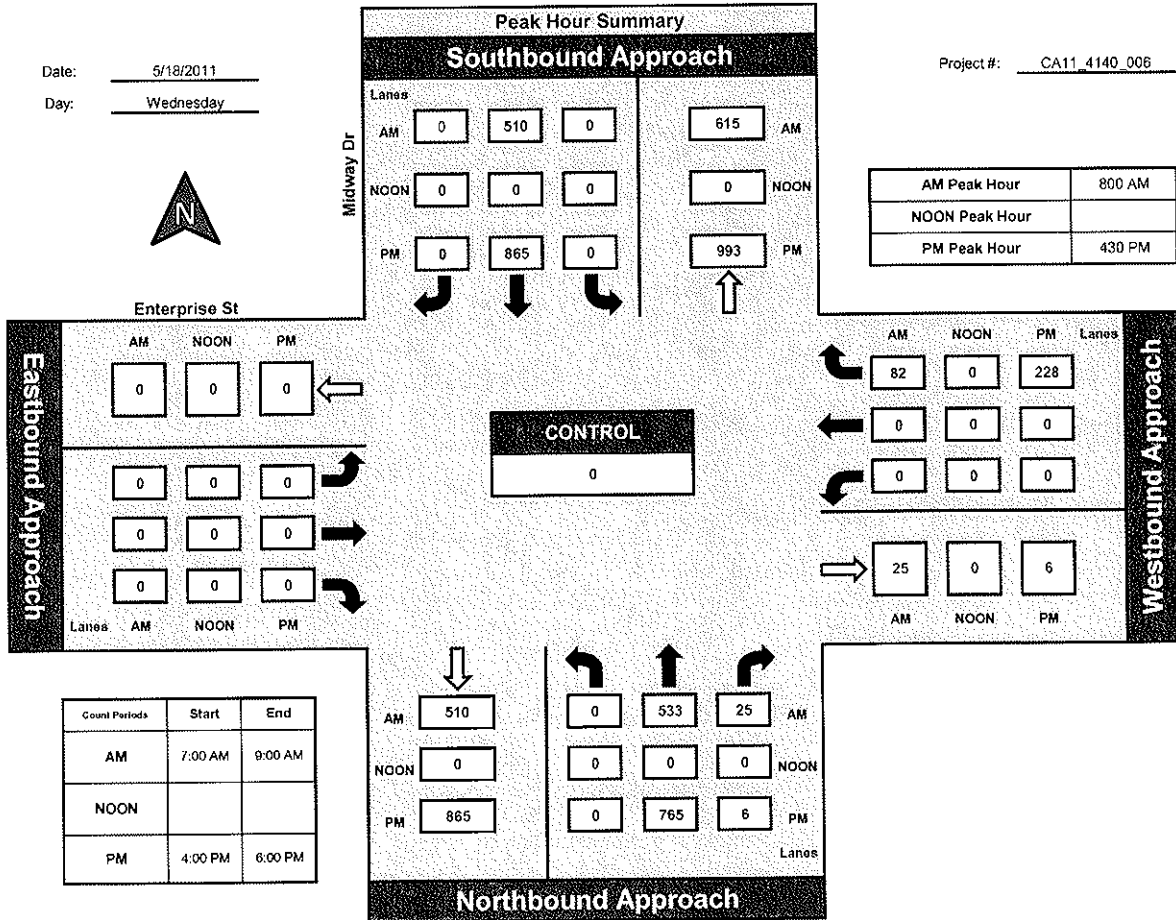 Peak Hour Summary
Southbound Approach
Date: 5/18/2011
Day: Wednesday
Project #: CA11_4140_006
N
Midway Dr
Lanes
AM 0 510 0 615 AM
NOON 0 0 0 0 NOON
PM 0 865 0 993 PM
AM Peak Hour 800 AM
NOON Peak Hour
PM Peak Hour 430 PM
Enterprise St
Eastbound Approach
AM NOON PM
0 0 0
0 0 0
0 0 0
0 0 0
Lanes AM NOON PM
CONTROL
0
AM NOON PM Lanes
82 0 228
0 0 0
0 0 0
25 0 6
AM NOON PM
Westbound Approach
Count Periods Start End
AM 7:00 AM 9:00 AM
NOON
PM 4:00 PM 6:00 PM
AM 510 0 533 25 AM
NOON 0 0 0 0 NOON
PM 865 0 765 6 PM
Lanes
Northbound Approach